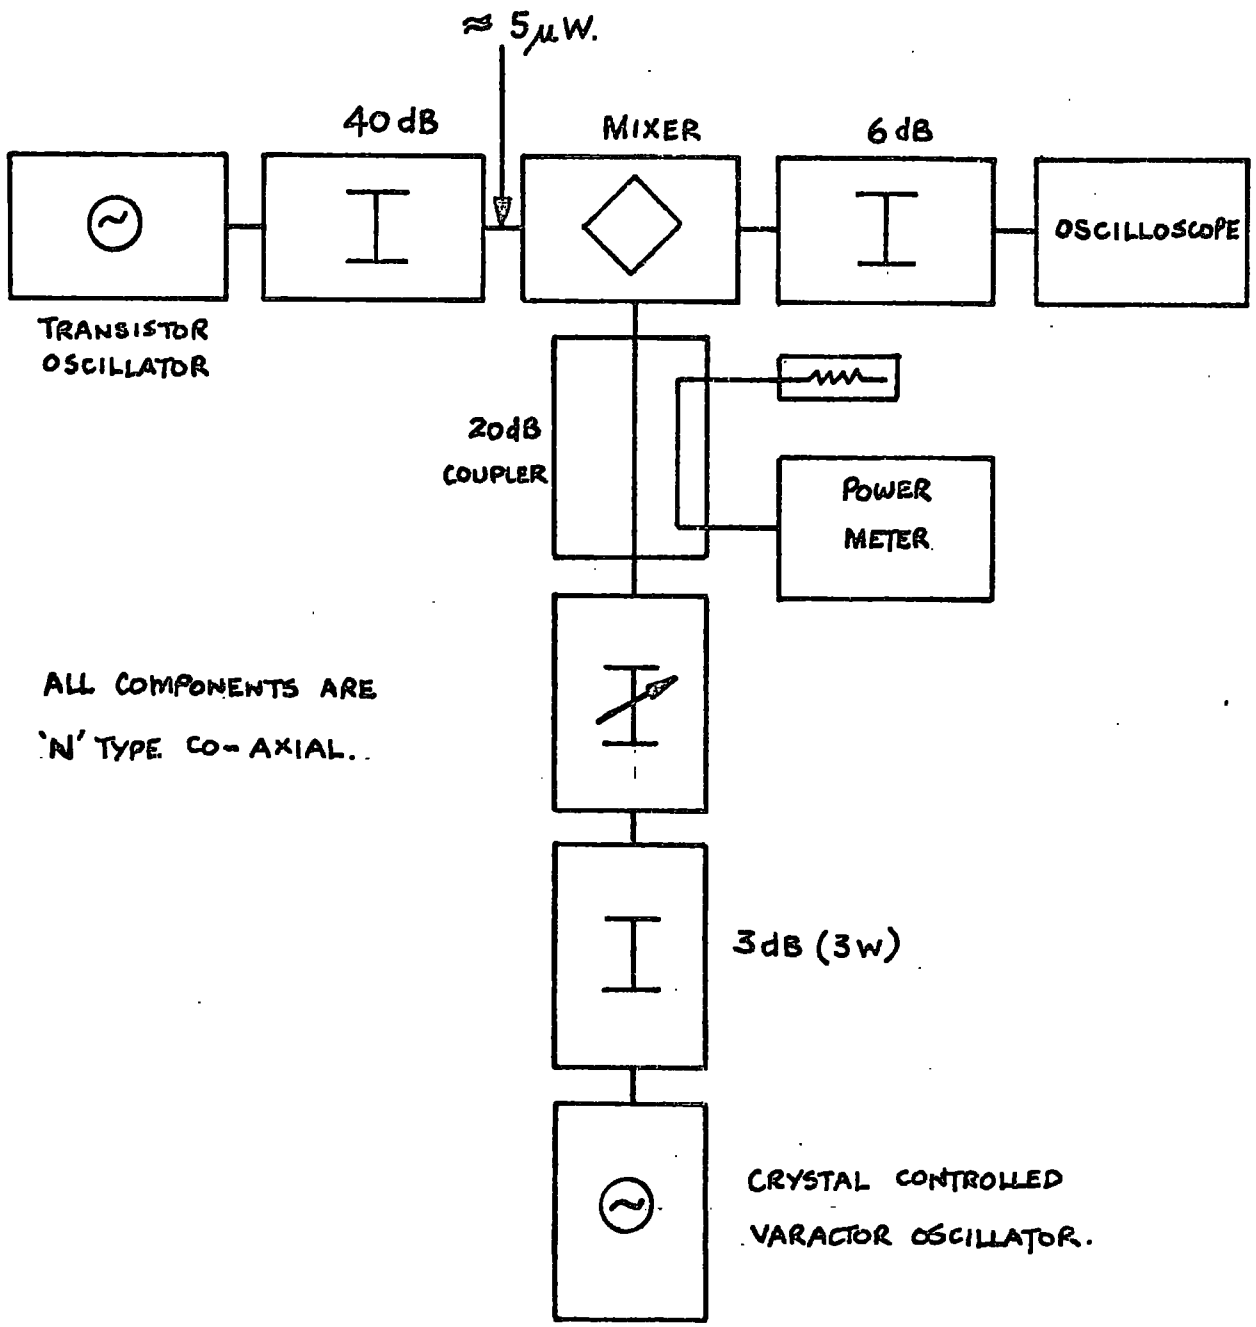 ≈ 5μW.
40 dB
MIXER
6 dB
OSCILLOSCOPE
TRANSISTOR
OSCILLATOR
20dB
COUPLER
POWER
METER
ALL COMPONENTS ARE
'N' TYPE CO-AXIAL.
3dB (3W)
CRYSTAL CONTROLLED
VARACTOR OSCILLATOR.